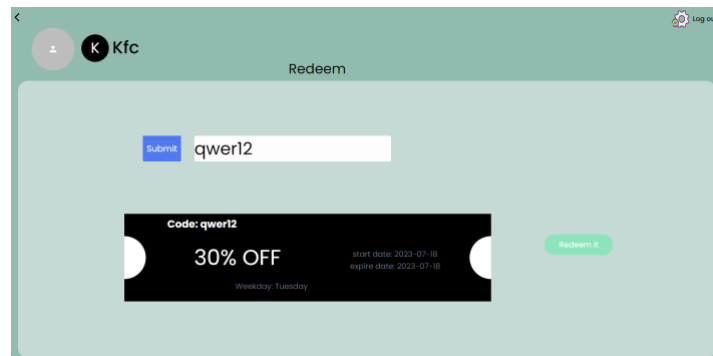 Log ou
K Kfc
Redeem
Submit qwer12
Code: qwer12
30% OFF
start date: 2023-07-18
expire date: 2023-07-18
Weekday: Tuesday
Redeem it